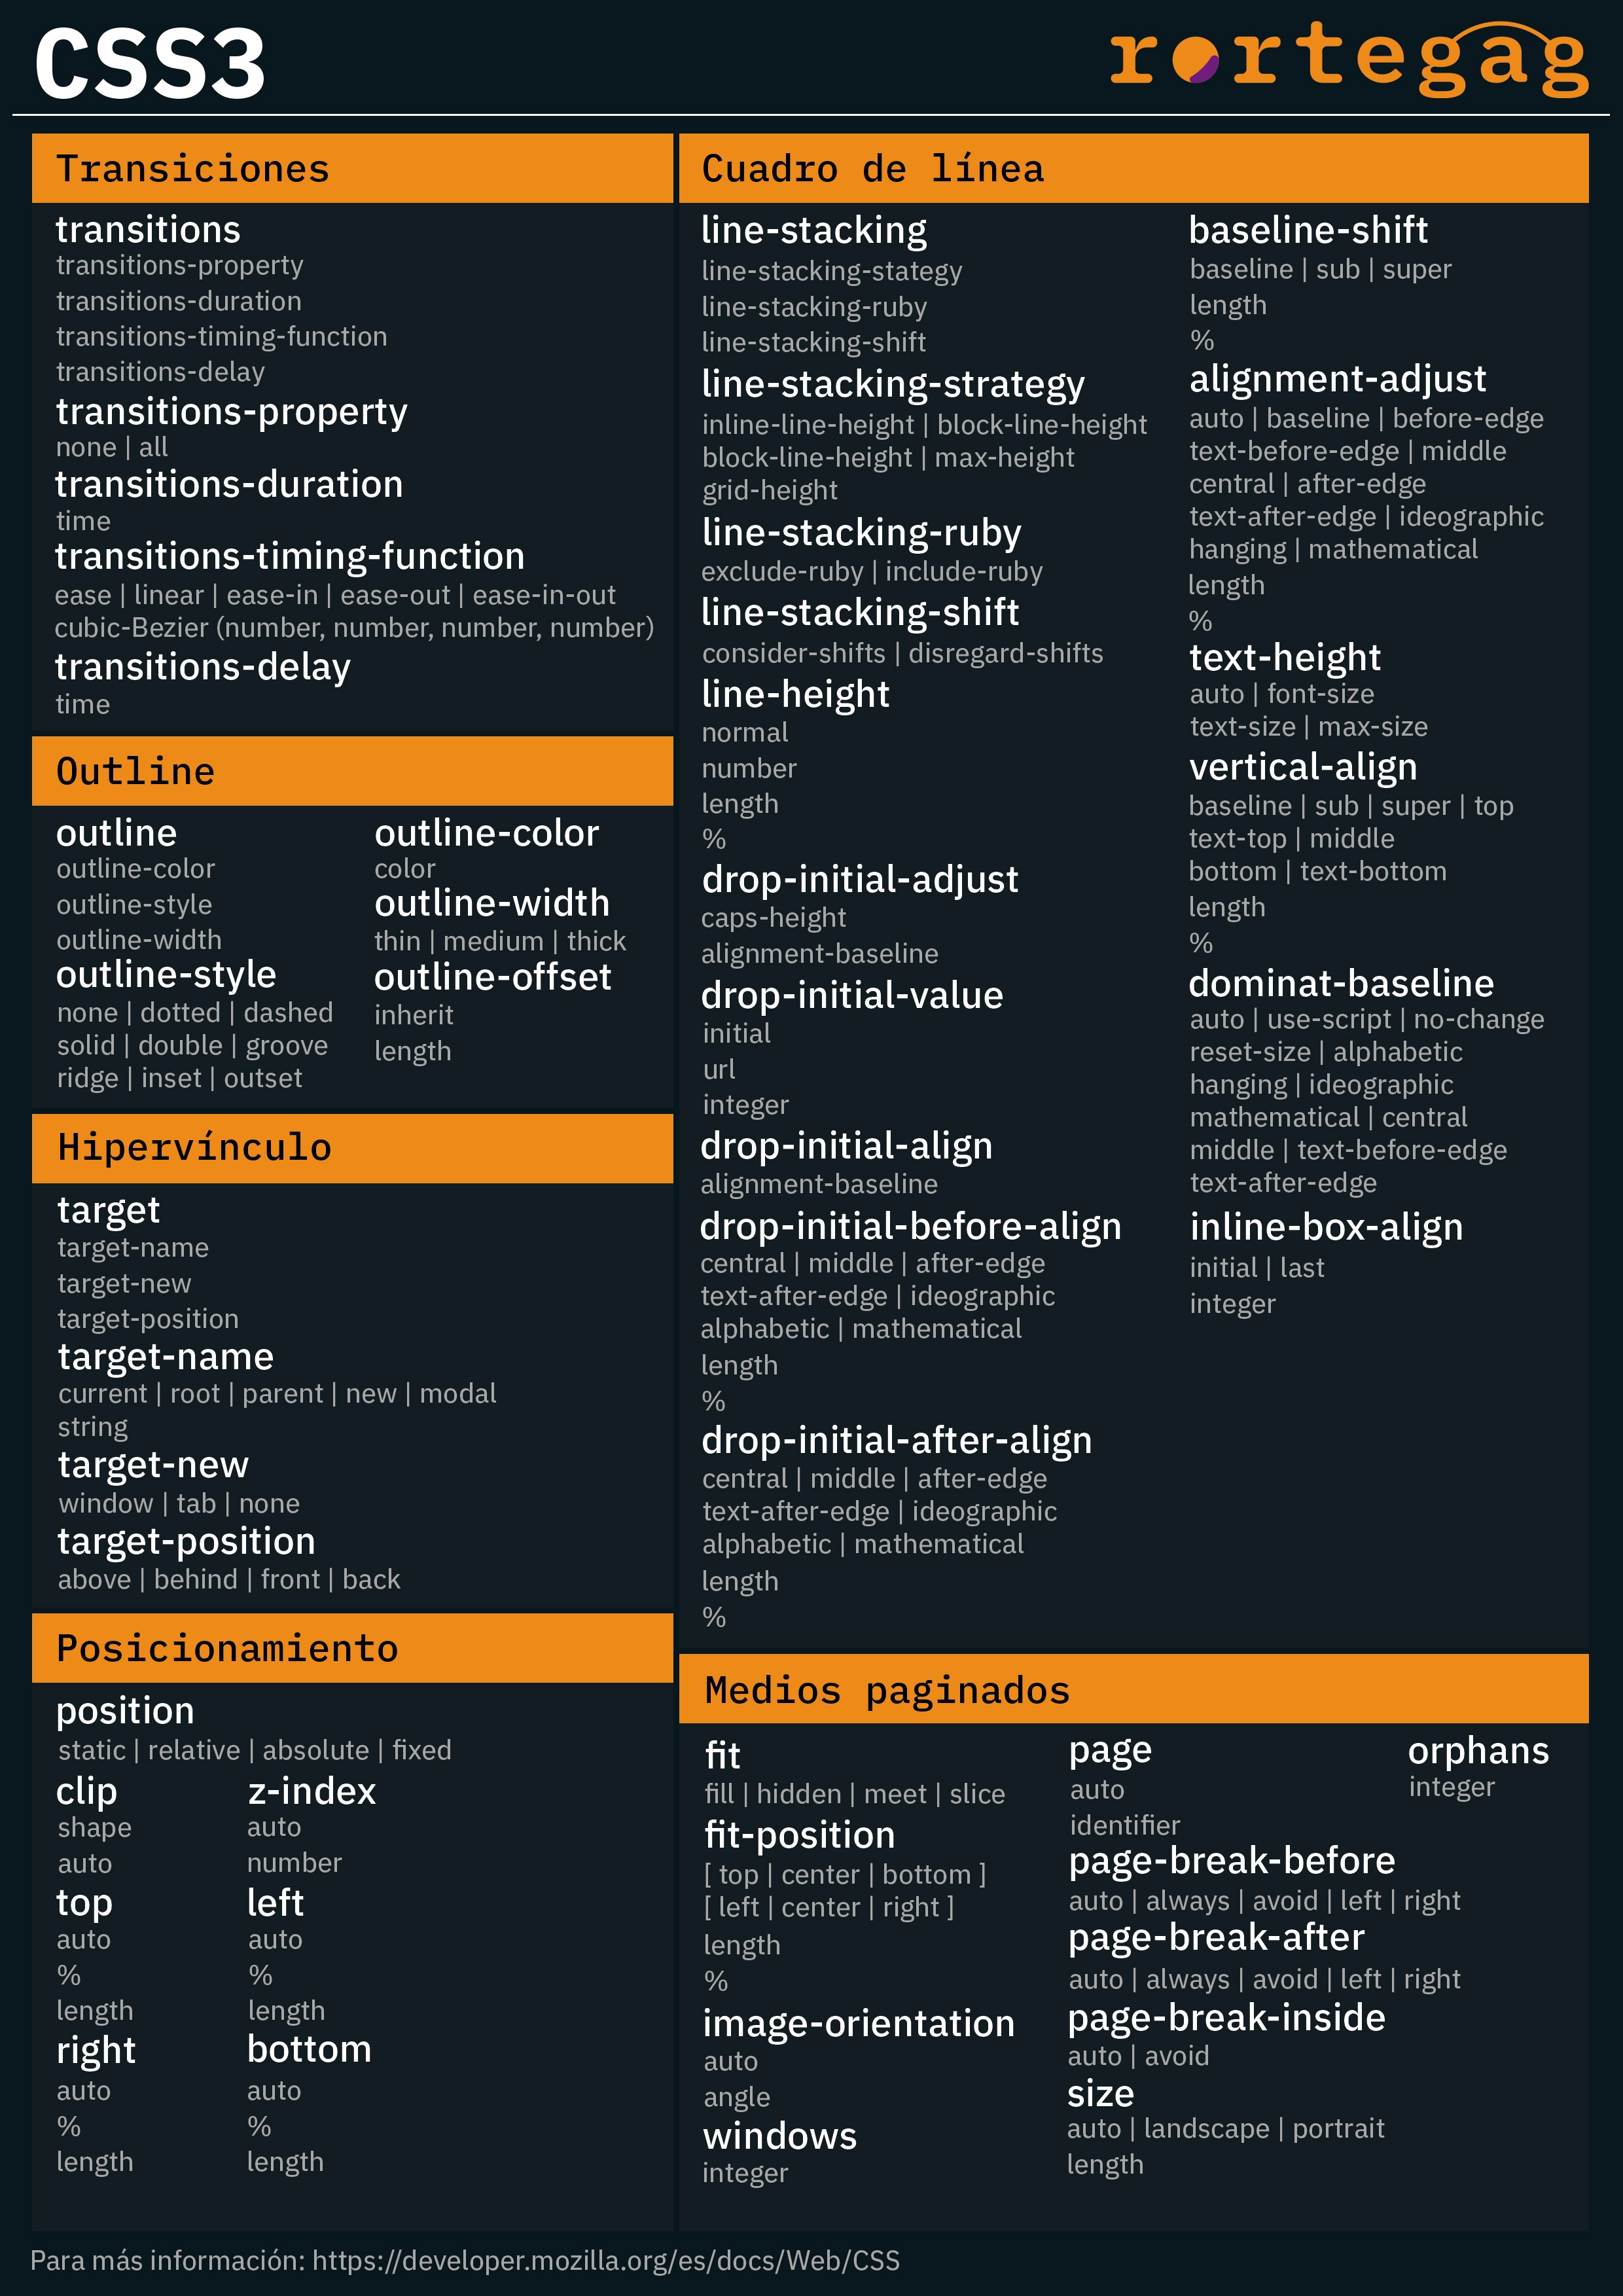 CSS3
rortegag
Transiciones
transitions
transitions-property
transitions-duration
transitions-timing-function
transitions-delay
transitions-property
none | all
transitions-duration
time
transitions-timing-function
ease | linear | ease-in | ease-out | ease-in-out
cubic-Bezier (number, number, number, number)
transitions-delay
time
Outline
outline
outline-color
outline-style
outline-width
outline-style
none | dotted | dashed
solid | double | groove
ridge | inset | outset
outline-color
color
outline-width
thin | medium | thick
outline-offset
inherit
length
Hipervínculo
target
target-name
target-new
target-position
target-name
current | root | parent | new | modal
string
target-new
window | tab | none
target-position
above | behind | front | back
Posicionamiento
position
static | relative | absolute | fixed
clip
shape
auto
z-index
auto
number
top
auto
%
length
left
auto
%
length
right
auto
%
length
bottom
auto
%
length
Cuadro de línea
line-stacking
line-stacking-stategy
line-stacking-ruby
line-stacking-shift
line-stacking-strategy
inline-line-height | block-line-height
block-line-height | max-height
grid-height
line-stacking-ruby
exclude-ruby | include-ruby
line-stacking-shift
consider-shifts | disregard-shifts
line-height
normal
number
length
%
drop-initial-adjust
caps-height
alignment-baseline
drop-initial-value
initial
url
integer
drop-initial-align
alignment-baseline
drop-initial-before-align
central | middle | after-edge
text-after-edge | ideographic
alphabetic | mathematical
length
%
drop-initial-after-align
central | middle | after-edge
text-after-edge | ideographic
alphabetic | mathematical
length
%
baseline-shift
baseline | sub | super
length
%
alignment-adjust
auto | baseline | before-edge
text-before-edge | middle
central | after-edge
text-after-edge | ideographic
hanging | mathematical
length
%
text-height
auto | font-size
text-size | max-size
vertical-align
baseline | sub | super | top
text-top | middle
bottom | text-bottom
length
%
dominat-baseline
auto | use-script | no-change
reset-size | alphabetic
hanging | ideographic
mathematical | central
middle | text-before-edge
text-after-edge
inline-box-align
initial | last
integer
Medios paginados
fit
fill | hidden | meet | slice
fit-position
[ top | center | bottom ]
[ left | center | right ]
length
%
image-orientation
auto
angle
windows
integer
page
auto
identifier
orphans
integer
page-break-before
auto | always | avoid | left | right
page-break-after
auto | always | avoid | left | right
page-break-inside
auto | avoid
size
auto | landscape | portrait
length
Para más información: https://developer.mozilla.org/es/docs/Web/CSS